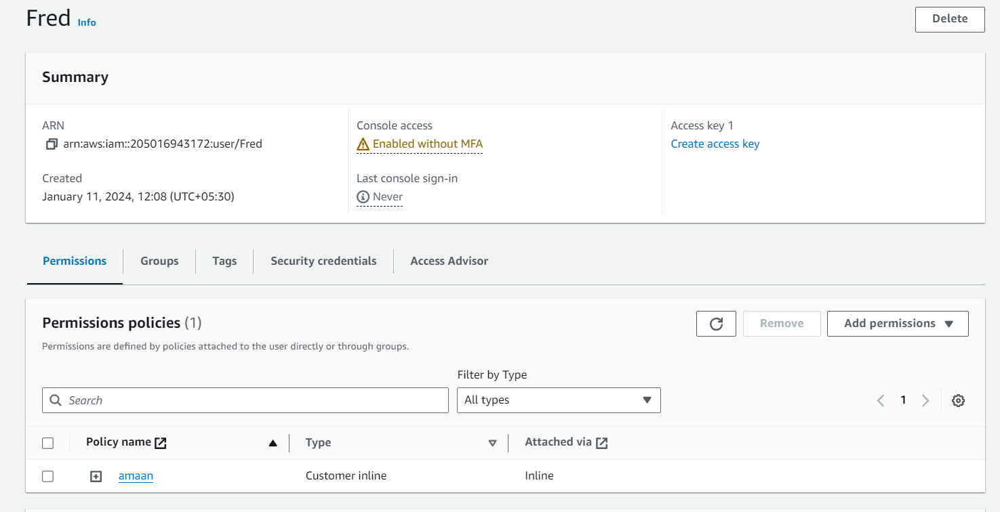 Fred Info
Delete
Summary
ARN
arn:aws:iam::205016943172:user/Fred
Created
January 11, 2024, 12:08 (UTC+05:30)
Console access
Enabled without MFA
Last console sign-in
Never
Access key 1
Create access key
Permissions
Groups
Tags
Security credentials
Access Advisor
Permissions policies (1)
Remove
Add permissions
Permissions are defined by policies attached to the user directly or through groups.
Filter by Type
Search
All types
1
Policy name
Type
Attached via
amaan
Customer inline
Inline